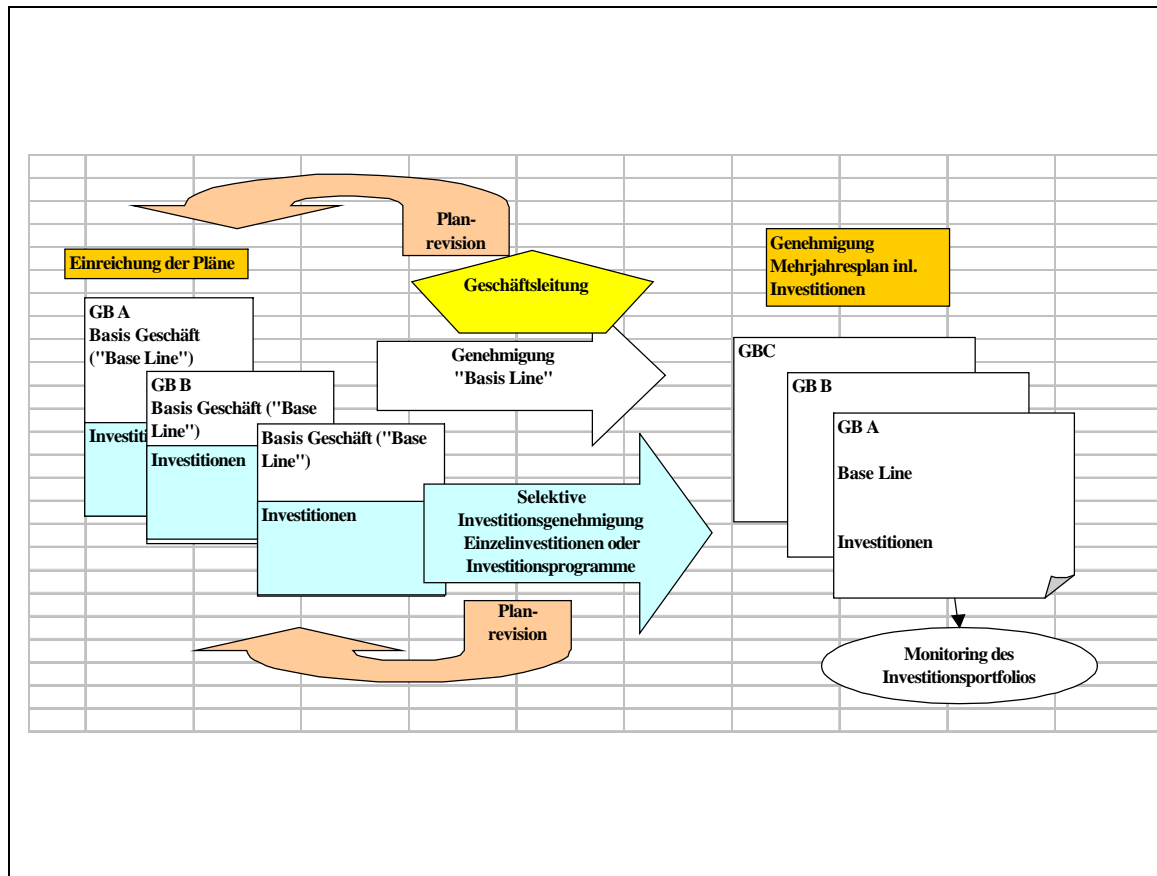 Plan-
revision
Einreichung der Pläne
Geschäftsleitung
Genehmigung
Mehrjahresplan inl.
Investitionen
GB A
Basis Geschäft
("Base Line")
Investiti
GB B
Basis Geschäft ("Base
Line")
Investitionen
Basis Geschäft ("Base
Line")
Investitionen
Genehmigung
"Basis Line"
Selektive
Investitionsgenehmigung
Einzelinvestitionen oder
Investitionsprogramme
Plan-
revision
GBC
GB B
GB A
Base Line
Investitionen
Monitoring des
Investitionsportfolios